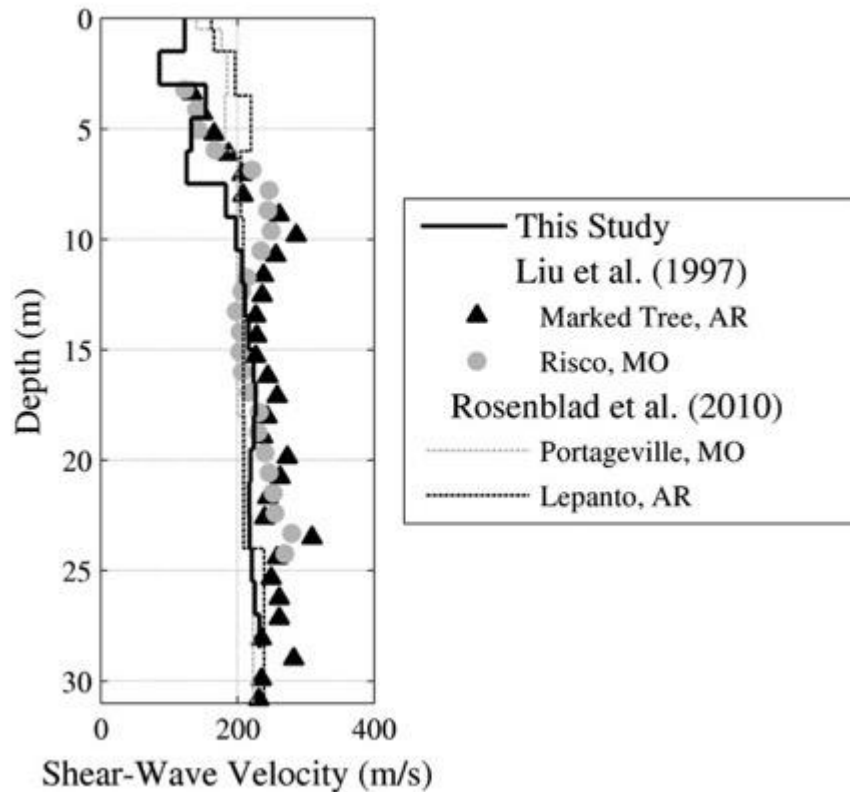 0
5
10
15
20
25
30
Depth (m)
0 200 400
Shear-Wave Velocity (m/s)
This Study
Liu et al. (1997)
Marked Tree, AR
Risco, MO
Rosenblad et al. (2010)
Portageville, MO
Lepanto, AR